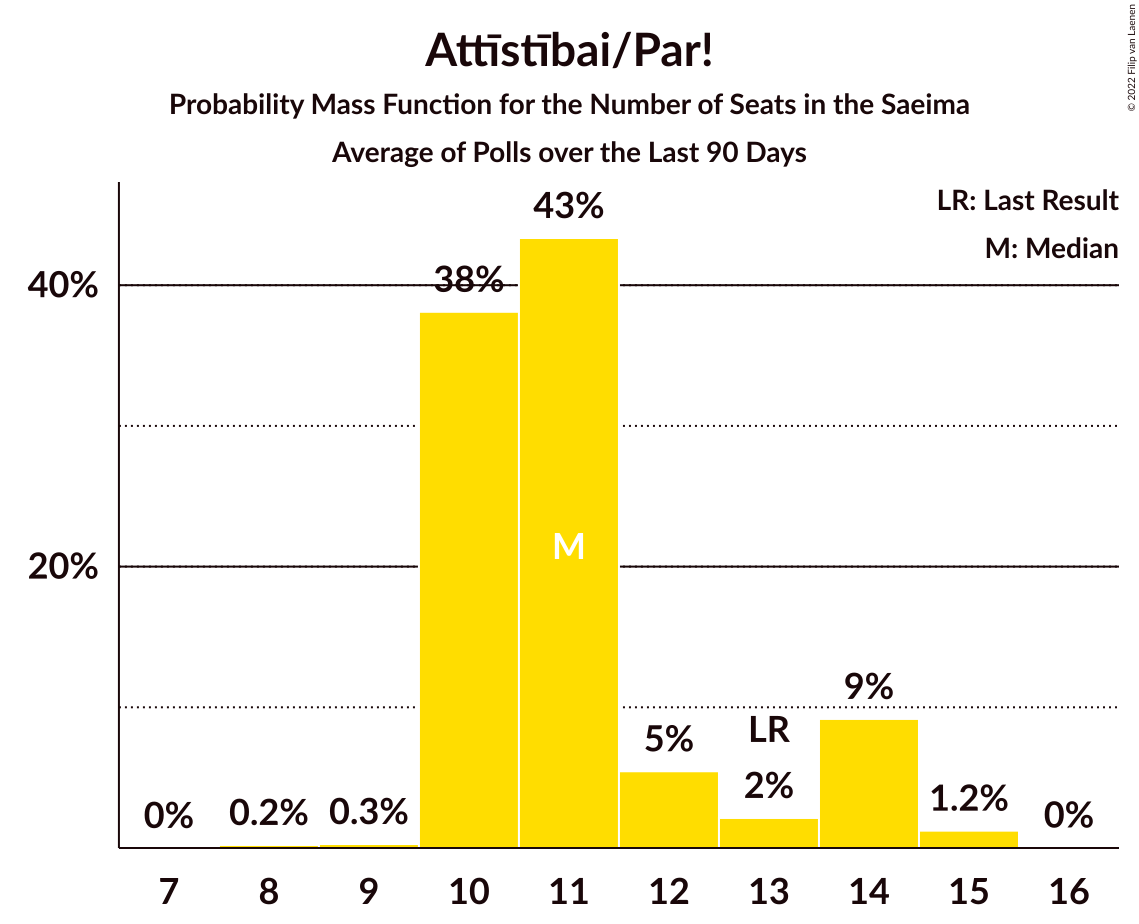 Attīstībai/Par!
Probability Mass Function for the Number of Seats in the Saeima
Average of Polls over the Last 90 Days
© 2022 Filip van Laenen
LR: Last Result
M: Median
40%
20%
0%
0.2%
0.3%
38%
43%
M
5%
LR
2%
9%
1.2%
0%
7 8 9 10 11 12 13 14 15 16